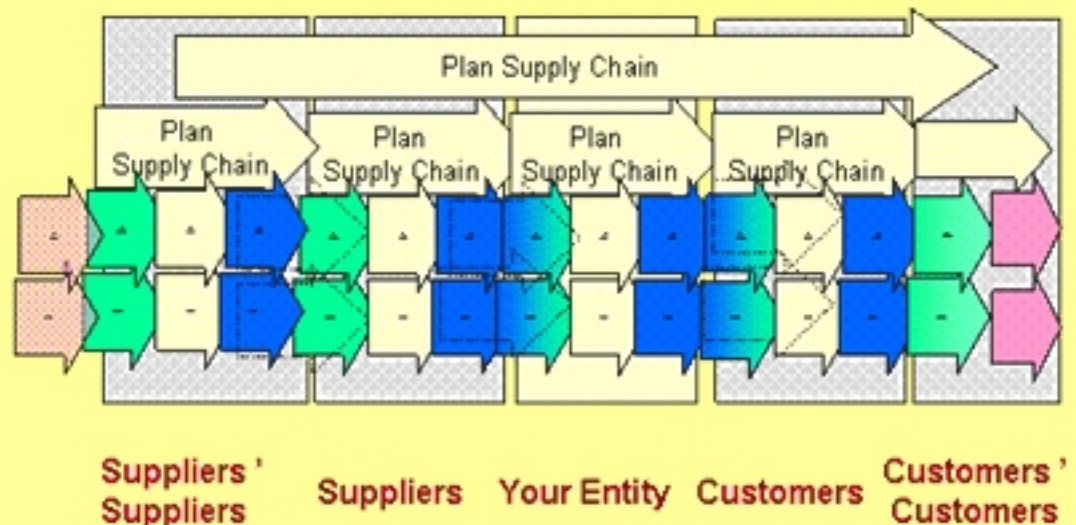 Plan Supply Chain
Plan
Supply Chain
Plan
Supply Chain
Plan
Supply Chain
Plan
Supply Chain
Suppliers '
Suppliers
Suppliers
Your Entity
Customers
Customers '
Customers